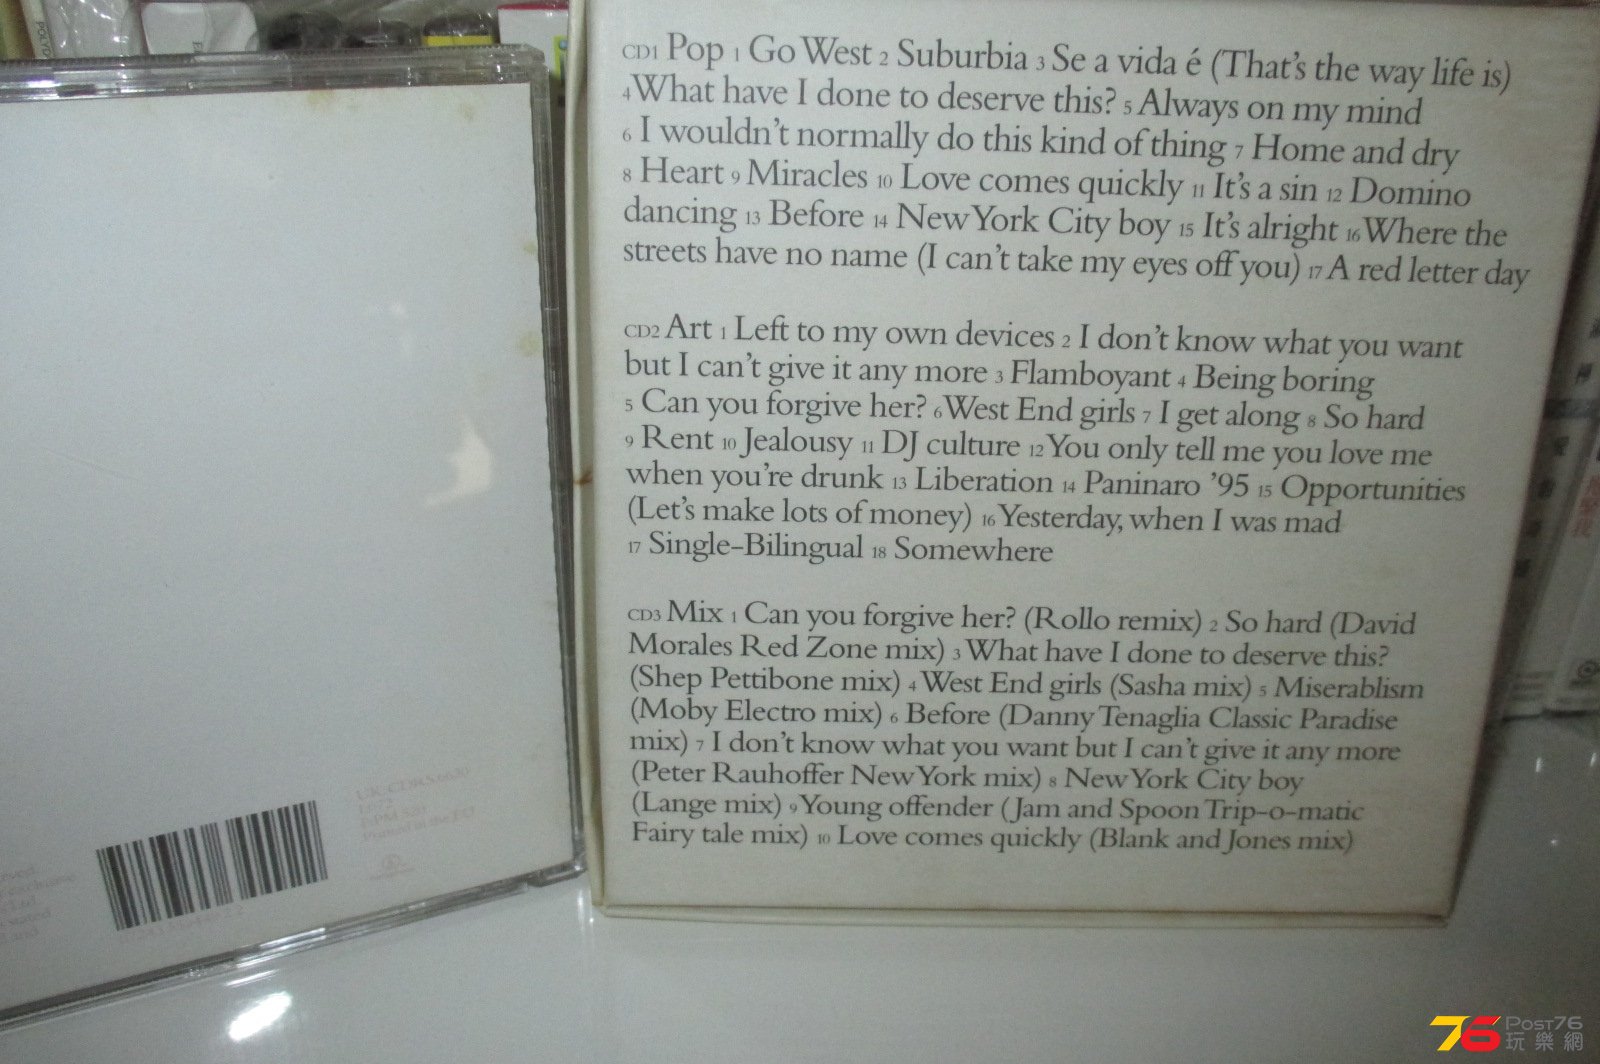 CD1 Pop 1 Go West 2 Suburbia 3 Se a vida é (That's the way life is)
4 What have I done to deserve this? 5 Always on my mind
6 I wouldn't normally do this kind of thing 7 Home and dry
8 Heart 9 Miracles 10 Love comes quickly 11 It's a sin 12 Domino
dancing 13 Before 14 New York City boy 15 It's alright 16 Where the
streets have no name (I can't take my eyes off you) 17 A red letter day
CD2 Art 1 Left to my own devices 2 I don't know what you want
but I can't give it any more 3 Flamboyant 4 Being boring
5 Can you forgive her? 6 West End girls 7 I get along 8 So hard
9 Rent 10 Jealousy 11 DJ culture 12 You only tell me you love me
when you're drunk 13 Liberation 14 Paninaro '95 15 Opportunities
(Let's make lots of money) 16 Yesterday, when I was mad
17 Single-Bilingual 18 Somewhere
CD3 Mix 1 Can you forgive her? (Rollo remix) 2 So hard (David
Morales Red Zone mix) 3 What have I done to deserve this?
(Shep Pettibone mix) 4 West End girls (Sasha mix) 5 Miserablism
(Moby Electro mix) 6 Before (Danny Tenaglia Classic Paradise
mix) 7 I don't know what you want but I can't give it any more
(Peter Rauhoffer New York mix) 8 New York City boy
(Lange mix) 9 Young offender (Jam and Spoon Trip-o-matic
Fairy tale mix) 10 Love comes quickly (Blank and Jones mix)
Printed in the EU
76 Post76
玩樂網